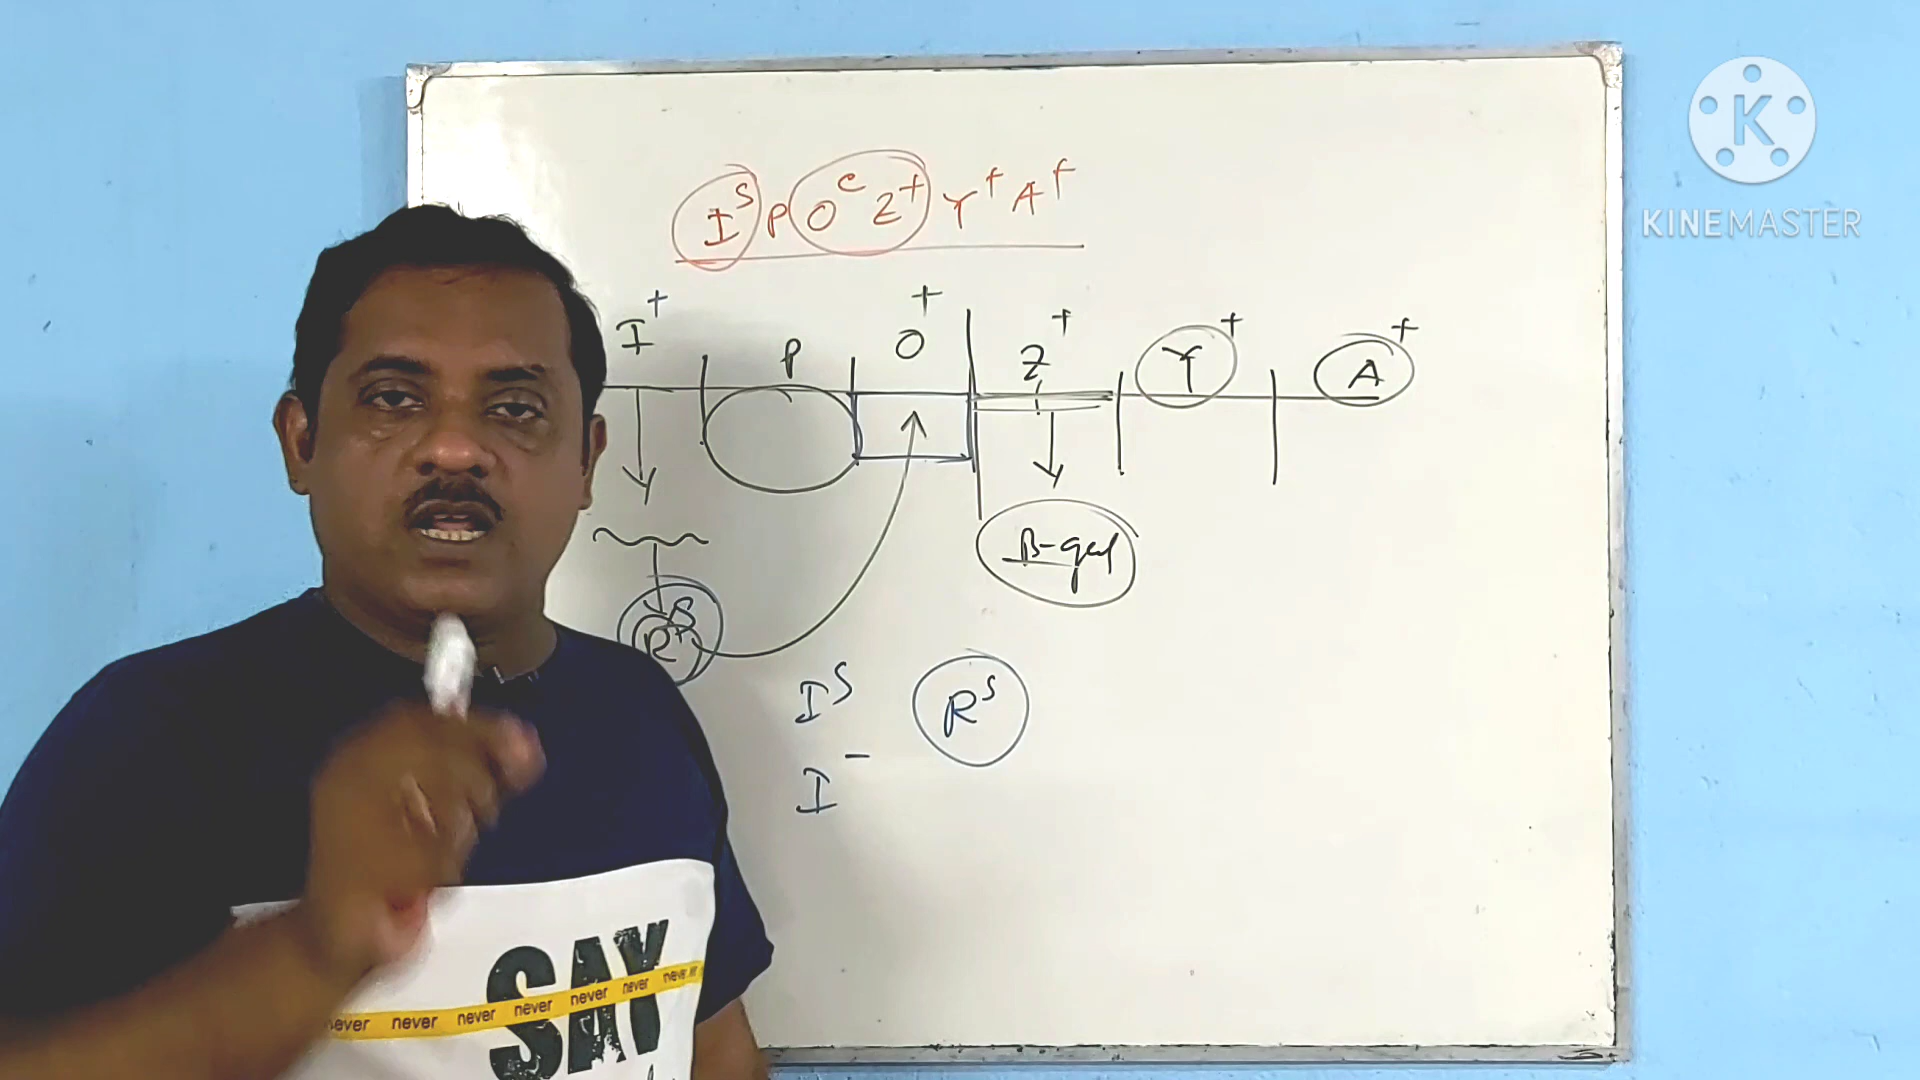 I^S P O^c Z^+ Y^+ A^+
I^+ P O^+ Z^+ Y^+ A^+
B-gal
R^S
I^S R^S
I^-
KINEMASTER
SAY
never never never never never never never